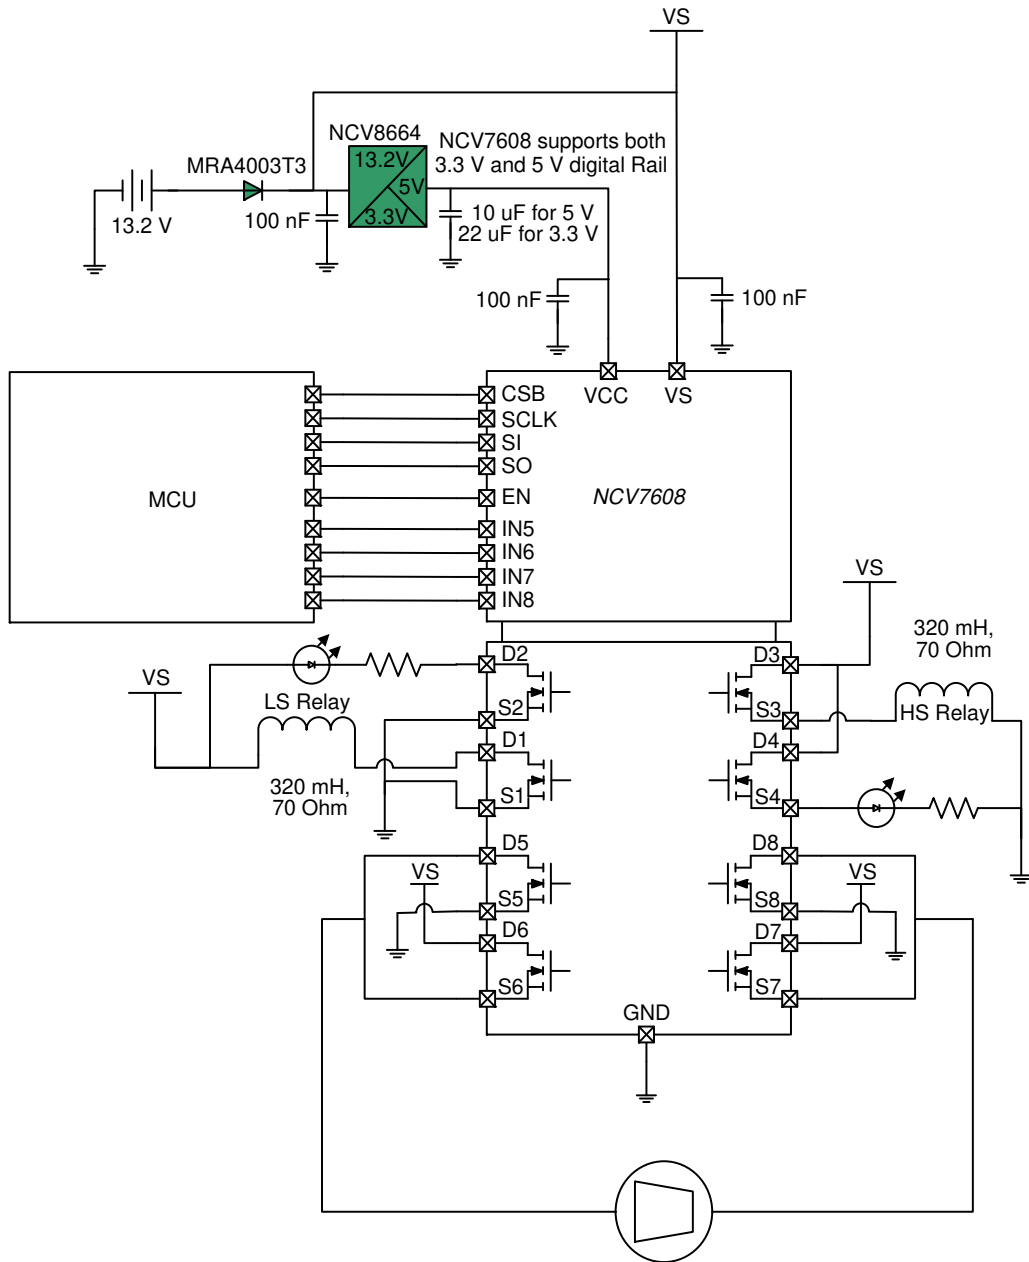 VS
NCV8664
NCV7608 supports both
3.3 V and 5 V digital Rail
MRA4003T3
13.2V
5V
3.3V
13.2 V
100 nF
10 uF for 5 V
22 uF for 3.3 V
100 nF
100 nF
VCC
VS
CSB
SCLK
SI
SO
EN
IN5
IN6
IN7
IN8
MCU
NCV7608
VS
320 mH,
70 Ohm
HS Relay
VS
LS Relay
320 mH,
70 Ohm
D2
S2
D1
S1
D3
S3
D4
S4
D5
S5
D6
S6
VS
D8
S8
D7
S7
VS
GND